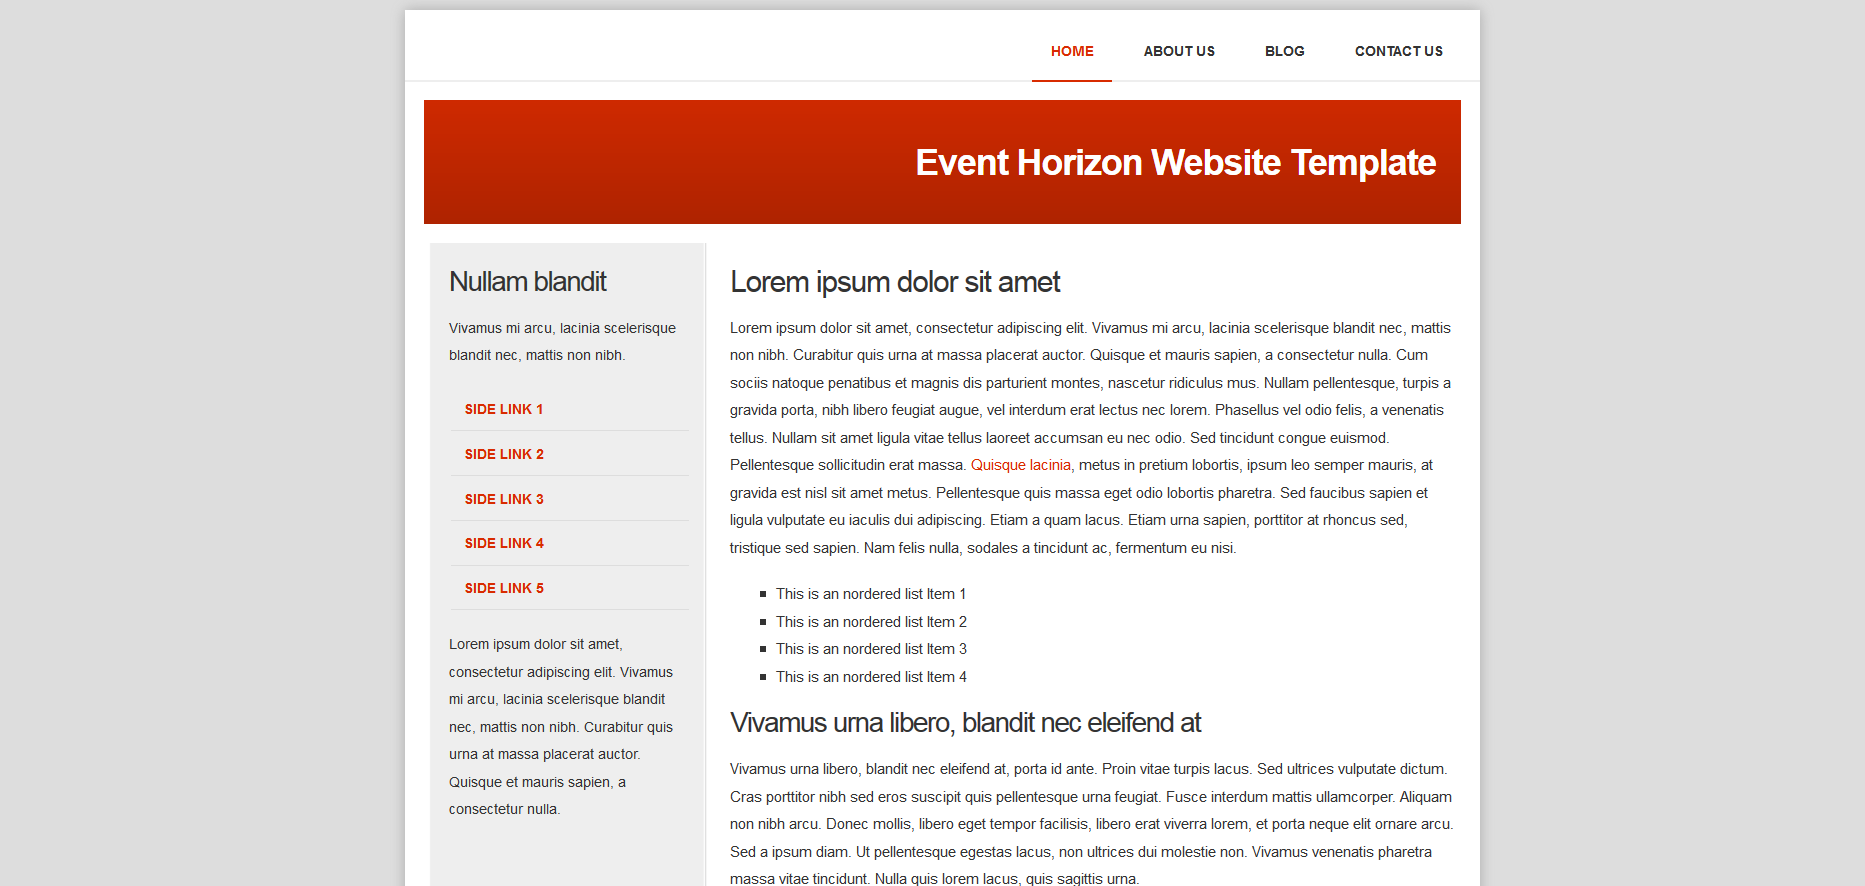 HOME ABOUT US BLOG CONTACT US
Event Horizon Website Template
Nullam blandit
Vivamus mi arcu, lacinia scelerisque
blandit nec, mattis non nibh.
SIDE LINK 1
SIDE LINK 2
SIDE LINK 3
SIDE LINK 4
SIDE LINK 5
Lorem ipsum dolor sit amet,
consectetur adipiscing elit. Vivamus
mi arcu, lacinia scelerisque blandit
nec, mattis non nibh. Curabitur quis
urna at massa placerat auctor.
Quisque et mauris sapien, a
consectetur nulla.
Lorem ipsum dolor sit amet
Lorem ipsum dolor sit amet, consectetur adipiscing elit. Vivamus mi arcu, lacinia scelerisque blandit nec, mattis
non nibh. Curabitur quis urna at massa placerat auctor. Quisque et mauris sapien, a consectetur nulla. Cum
sociis natoque penatibus et magnis dis parturient montes, nascetur ridiculus mus. Nullam pellentesque, turpis a
gravida porta, nibh libero feugiat augue, vel interdum erat lectus nec lorem. Phasellus vel odio felis, a venenatis
tellus. Nullam sit amet ligula vitae tellus laoreet accumsan eu nec odio. Sed tincidunt congue euismod.
Pellentesque sollicitudin erat massa. Quisque lacinia, metus in pretium lobortis, ipsum leo semper mauris, at
gravida est nisl sit amet metus. Pellentesque quis massa eget odio lobortis pharetra. Sed faucibus sapien et
ligula vulputate eu iaculis dui adipiscing. Etiam a quam lacus. Etiam urna sapien, porttitor at rhoncus sed,
tristique sed sapien. Nam felis nulla, sodales a tincidunt ac, fermentum eu nisi.
This is an nordered list Item 1
This is an nordered list Item 2
This is an nordered list Item 3
This is an nordered list Item 4
Vivamus urna libero, blandit nec eleifend at
Vivamus urna libero, blandit nec eleifend at, porta id ante. Proin vitae turpis lacus. Sed ultrices vulputate dictum.
Cras porttitor nibh sed eros suscipit quis pellentesque urna feugiat. Fusce interdum mattis ullamcorper. Aliquam
non nibh arcu. Donec mollis, libero eget tempor facilisis, libero erat viverra lorem, et porta neque elit ornare arcu.
Sed a ipsum diam. Ut pellentesque egestas lacus, non ultrices dui molestie non. Vivamus venenatis pharetra
massa vitae tincidunt. Nulla quis lorem lacus, quis sagittis urna.